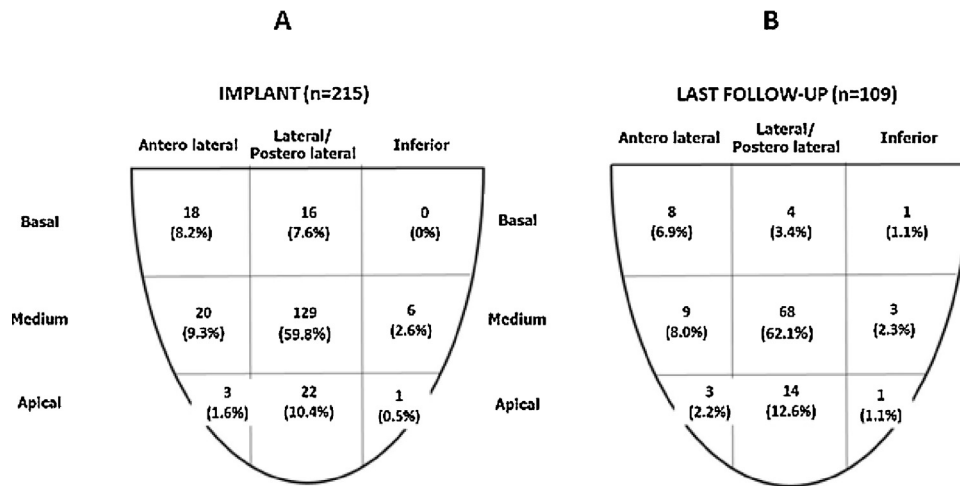 A
B
IMPLANT (n=215)
LAST FOLLOW-UP (n=109)
Antero lateral
Lateral/
Postero lateral
Inferior
Antero lateral
Lateral/
Postero lateral
Inferior
Basal
18
(8.2%)
16
(7.6%)
0
(0%)
Basal
8
(6.9%)
4
(3.4%)
1
(1.1%)
Medium
20
(9.3%)
129
(59.8%)
6
(2.6%)
Medium
9
(8.0%)
68
(62.1%)
3
(2.3%)
Apical
3
(1.6%)
22
(10.4%)
1
(0.5%)
Apical
3
(2.2%)
14
(12.6%)
1
(1.1%)